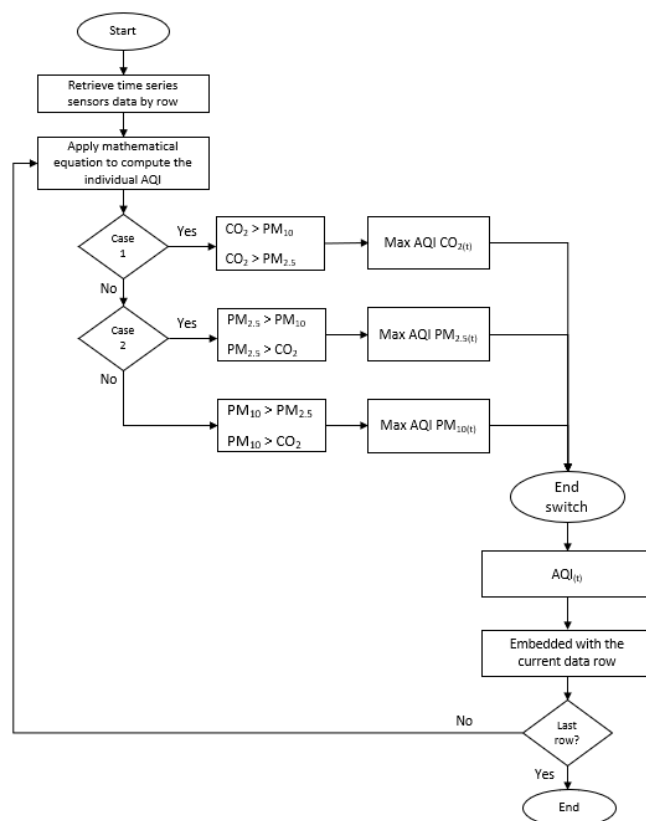 Start
Retrieve time series
sensors data by row
Apply mathematical
equation to compute the
individual AQI
Case
1
Yes
CO₂ > PM₁₀
CO₂ > PM₂.₅
Max AQI CO₂₍ₜ₎
No
Case
2
Yes
PM₂.₅ > PM₁₀
PM₂.₅ > CO₂
Max AQI PM₂.₅₍ₜ₎
No
PM₁₀ > PM₂.₅
PM₁₀ > CO₂
Max AQI PM₁₀₍ₜ₎
End
switch
AQI₍ₜ₎
Embedded with the
current data row
No
Last
row?
Yes
End